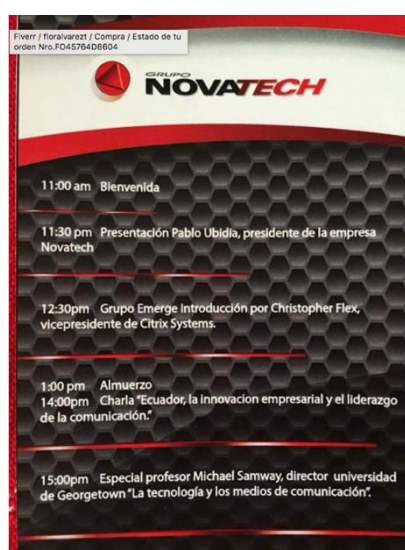 Fiverr / floralvarezt / Compra / Estado de tu
orden Nro.FO45764D8604
GRUPO
NOVATECH
11:00 am Bienvenida
11:30 pm Presentación Pablo Ubidia, presidente de la empresa
Novatech
12:30pm Grupo Emerge Introducción por Christopher Flex,
vicepresidente de Citrix Systems.
1:00 pm Almuerzo
14:00pm Charla "Ecuador, la innovacion empresarial y el liderazgo
de la comunicación."
15:00pm Especial profesor Michael Samway, director universidad
de Georgetown "La tecnología y los medios de comunicación".